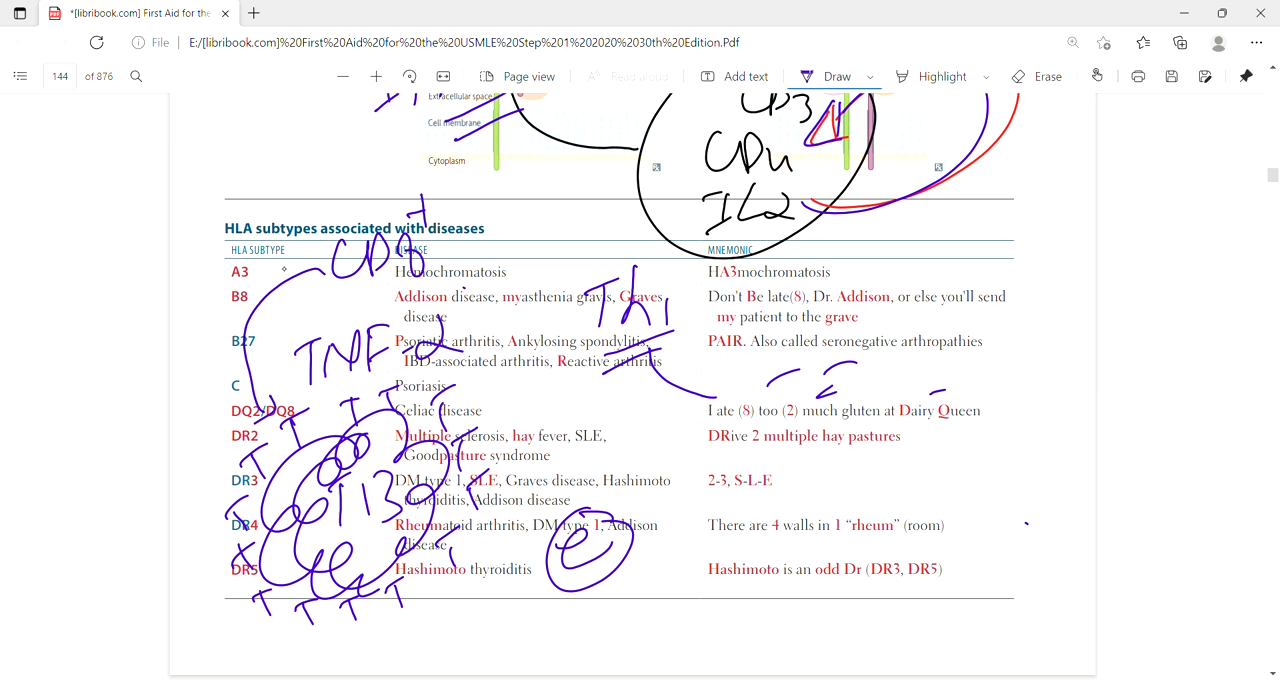 *[libribook.com] First Aid for the
File E:/[libribook.com]%20First%20Aid%20for%20the%20USMLE%20Step%201%202020%2030th%20Edition.Pdf
144 of 876 Page view Read aloud Add text Draw Highlight Erase
Extracellular space
Cell membrane
Cytoplasm
CD3
CD4
IL2
HLA subtypes associated with diseases
HLA SUBTYPE DISEASE MNEMONIC
CD8+
A3 Hemochromatosis HA3mochromatosis
B8 Addison disease, myasthenia gravis, Graves Don't Be late(8), Dr. Addison, or else you'll send
disease my patient to the grave
Th1
B27 Psoriatic arthritis, Ankylosing spondylitis, PAIR. Also called seronegative arthropathies
IBD-associated arthritis, Reactive arthritis
TNF-α
C Psoriasis
DQ2/DQ8 Celiac disease I ate (8) too (2) much gluten at Dairy Queen
DR2 Multiple sclerosis, hay fever, SLE, DRive 2 multiple hay pastures
Goodpasture syndrome
DR3 DM type 1, SLE, Graves disease, Hashimoto 2-3, S-L-E
thyroiditis, Addison disease
DR4 Rheumatoid arthritis, DM type 1, Addison There are 4 walls in 1 “rheum” (room)
disease
DR5 Hashimoto thyroiditis Hashimoto is an odd Dr (DR3, DR5)